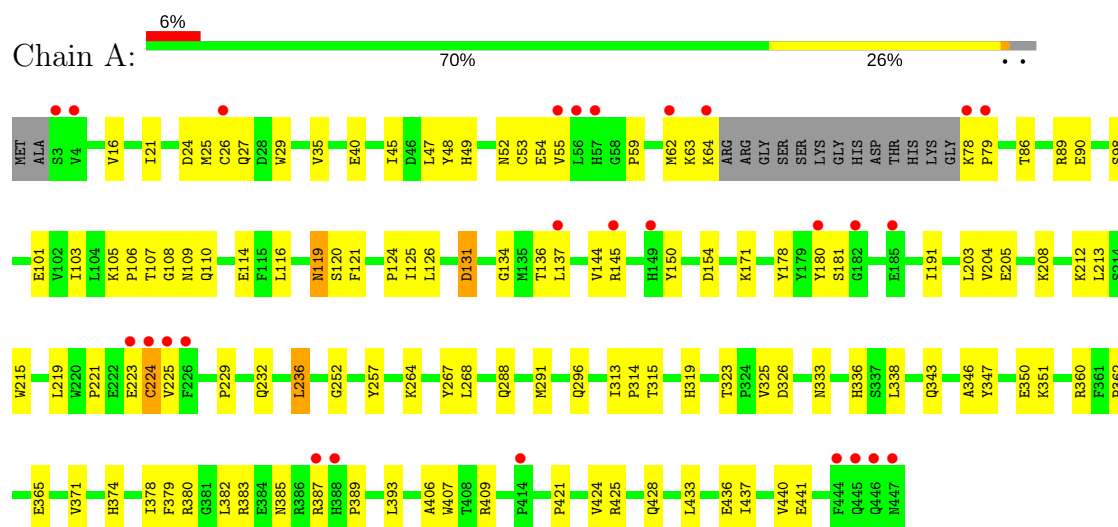 6%
Chain A:
70% 26% • •
MET ALA S3 V4 V16 I21 D24 M25 C26 Q27 D28 W29 V35 E40 I45 D46 L47 Y48 H49 N52 C53 E54 V55 L56 H57 G58 P59 M62 K63 K64 ARG ARG GLY SER SER LYS GLY HIS ASP THR HIS LYS GLY K78 P79 T86 R89 E90 S98
E101 V102 I103 L104 K105 P106 T107 G108 N109 Q110 E114 F115 L116 N119 S120 F121 P124 I125 L126 D131 G134 M135 T136 L137 V144 R145 H149 Y150 D154 K171 Y178 Y179 Y180 S181 G182 E185 I191 L203 V204 E205 K208 K212 L213 S214
W215 L219 W220 P221 E222 E223 C224 V225 F226 P229 Q232 L236 G252 Y257 K264 Y267 L268 Q288 M291 Q296 I313 P314 T315 H319 T323 P324 V325 D326 N333 H336 S337 L338 Q343 A346 Y347 E350 K351 R360 F361
E365 V371 H374 I378 F379 R380 G381 L382 R383 E384 N385 R386 R387 H388 P389 L393 A406 W407 T408 R409 P414 P421 V424 R425 Q428 L433 E436 I437 V440 E441 F444 Q445 Q446 N447